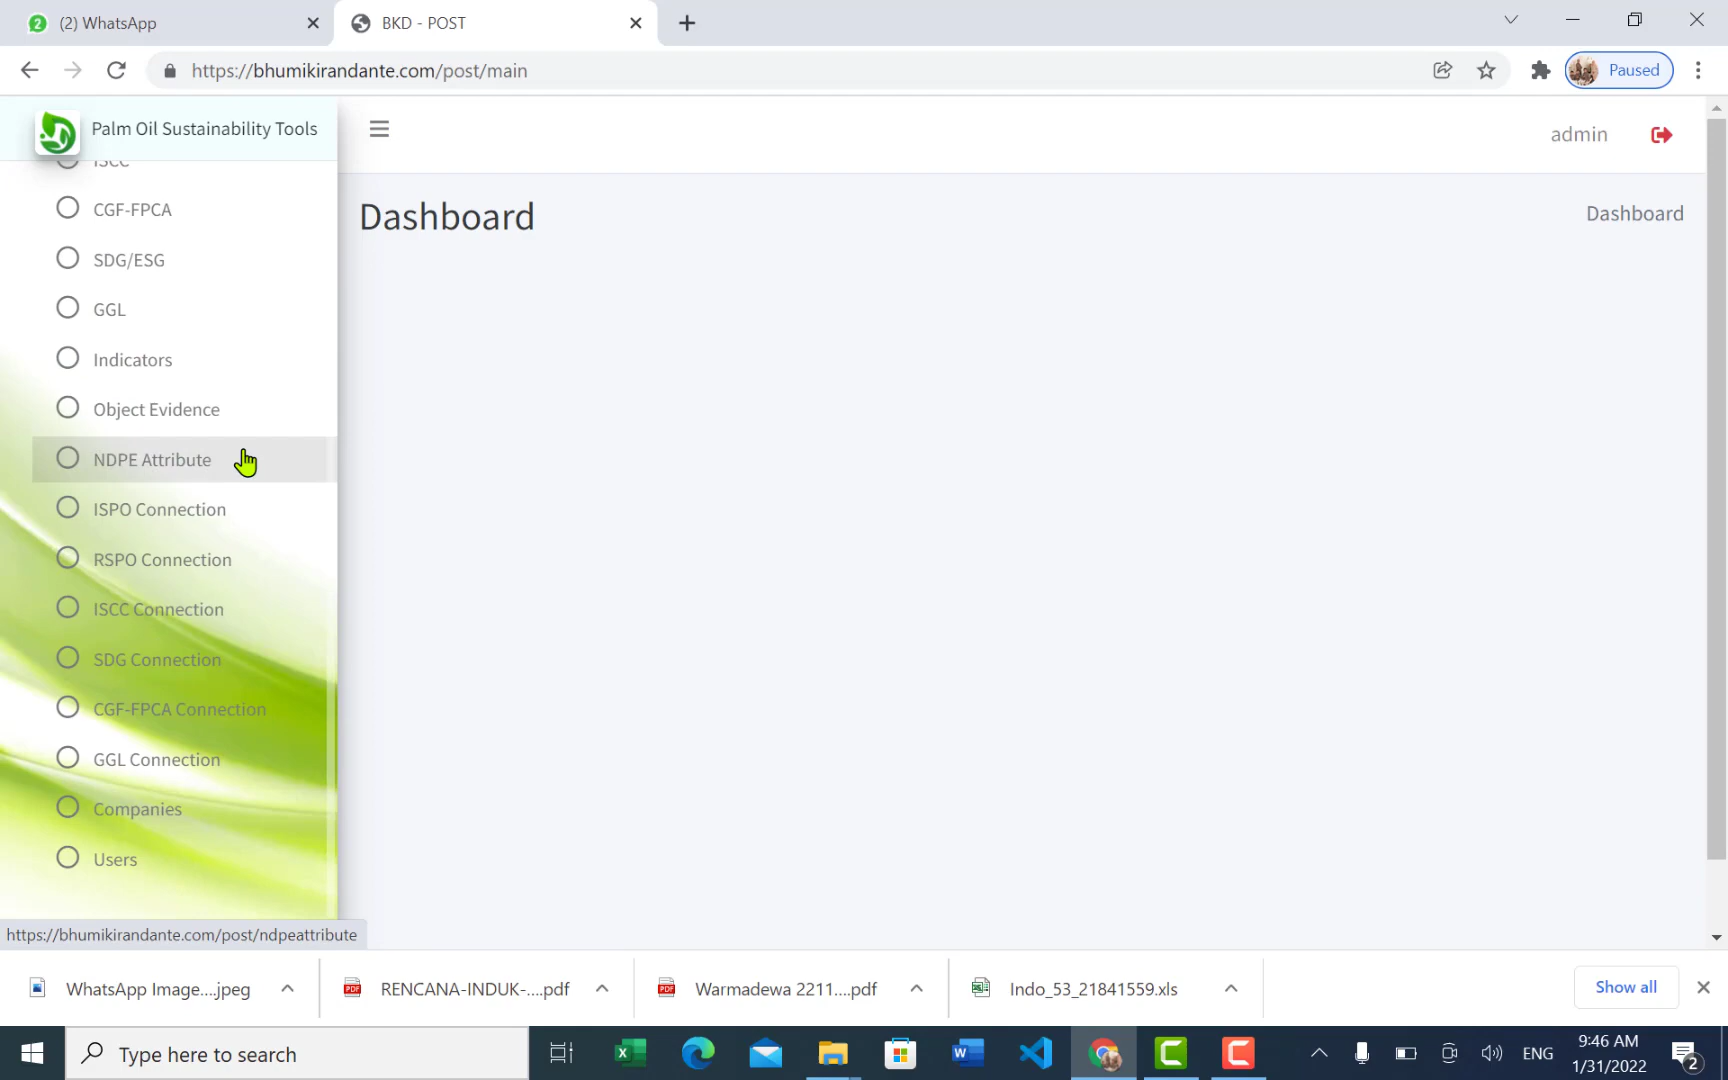 2
(2) WhatsApp
BKD - POST
https://bhumikirandante.com/post/main
Paused
Palm Oil Sustainability Tools
admin
ISCC
CGF-FPCA
Dashboard
Dashboard
SDG/ESG
GGL
Indicators
Object Evidence
NDPE Attribute
ISPO Connection
RSPO Connection
ISCC Connection
SDG Connection
CGF-FPCA Connection
GGL Connection
Companies
Users
https://bhumikirandante.com/post/ndpeattribute
WhatsApp Image....jpeg
RENCANA-INDUK-....pdf
Warmadewa 2211....pdf
Indo_53_21841559.xls
Show all
Type here to search
ENG
9:46 AM
1/31/2022
2